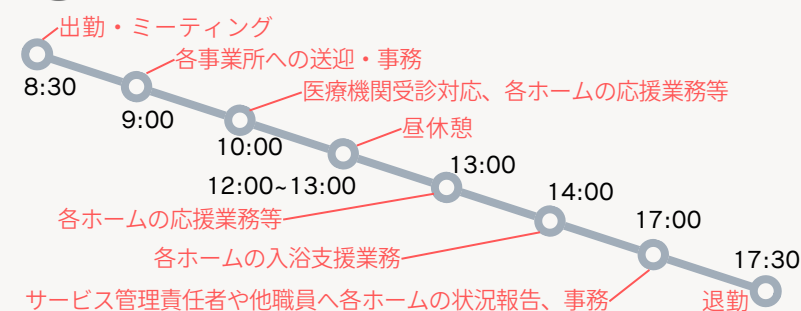 出勤・ミーティング
8:30
各事業所への送迎・事務
9:00
医療機関受診対応、各ホームの応援業務等
10:00
昼休憩
12:00~13:00
13:00
各ホームの応援業務等
14:00
各ホームの入浴支援業務
17:00
サービス管理責任者や他職員へ各ホームの状況報告、事務
17:30
退勤